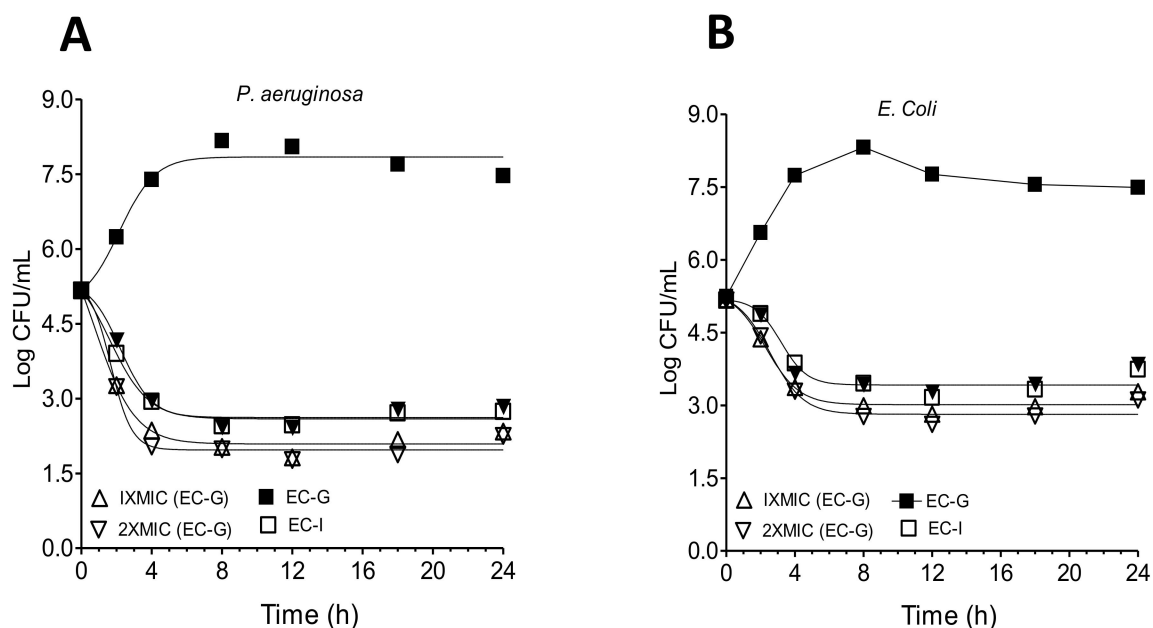 A
P. aeruginosa
Log CFU/mL
9.0
7.5
6.0
4.5
3.0
1.5
0.0
IXMIC (EC-G)
2XMIC (EC-G)
EC-G
EC-I
0 4 8 12 16 20 24
Time (h)
B
E. Coli
Log CFU/mL
9.0
7.5
6.0
4.5
3.0
1.5
0.0
IXMIC (EC-G)
2XMIC (EC-G)
EC-G
EC-I
0 4 8 12 16 20 24
Time (h)